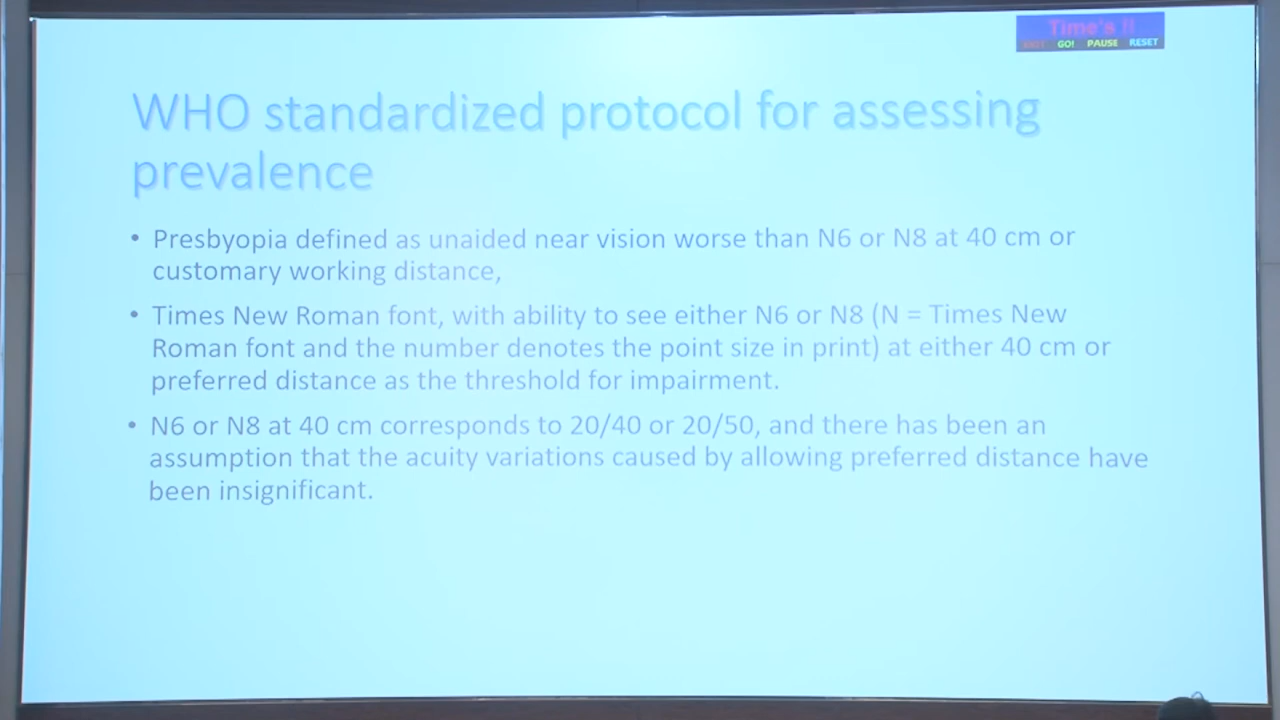 Time's !!
GO! PAUSE RESET
WHO standardized protocol for assessing
prevalence
• Presbyopia defined as unaided near vision worse than N6 or N8 at 40 cm or
customary working distance,
• Times New Roman font, with ability to see either N6 or N8 (N = Times New
Roman font and the number denotes the point size in print) at either 40 cm or
preferred distance as the threshold for impairment.
• N6 or N8 at 40 cm corresponds to 20/40 or 20/50, and there has been an
assumption that the acuity variations caused by allowing preferred distance have
been insignificant.